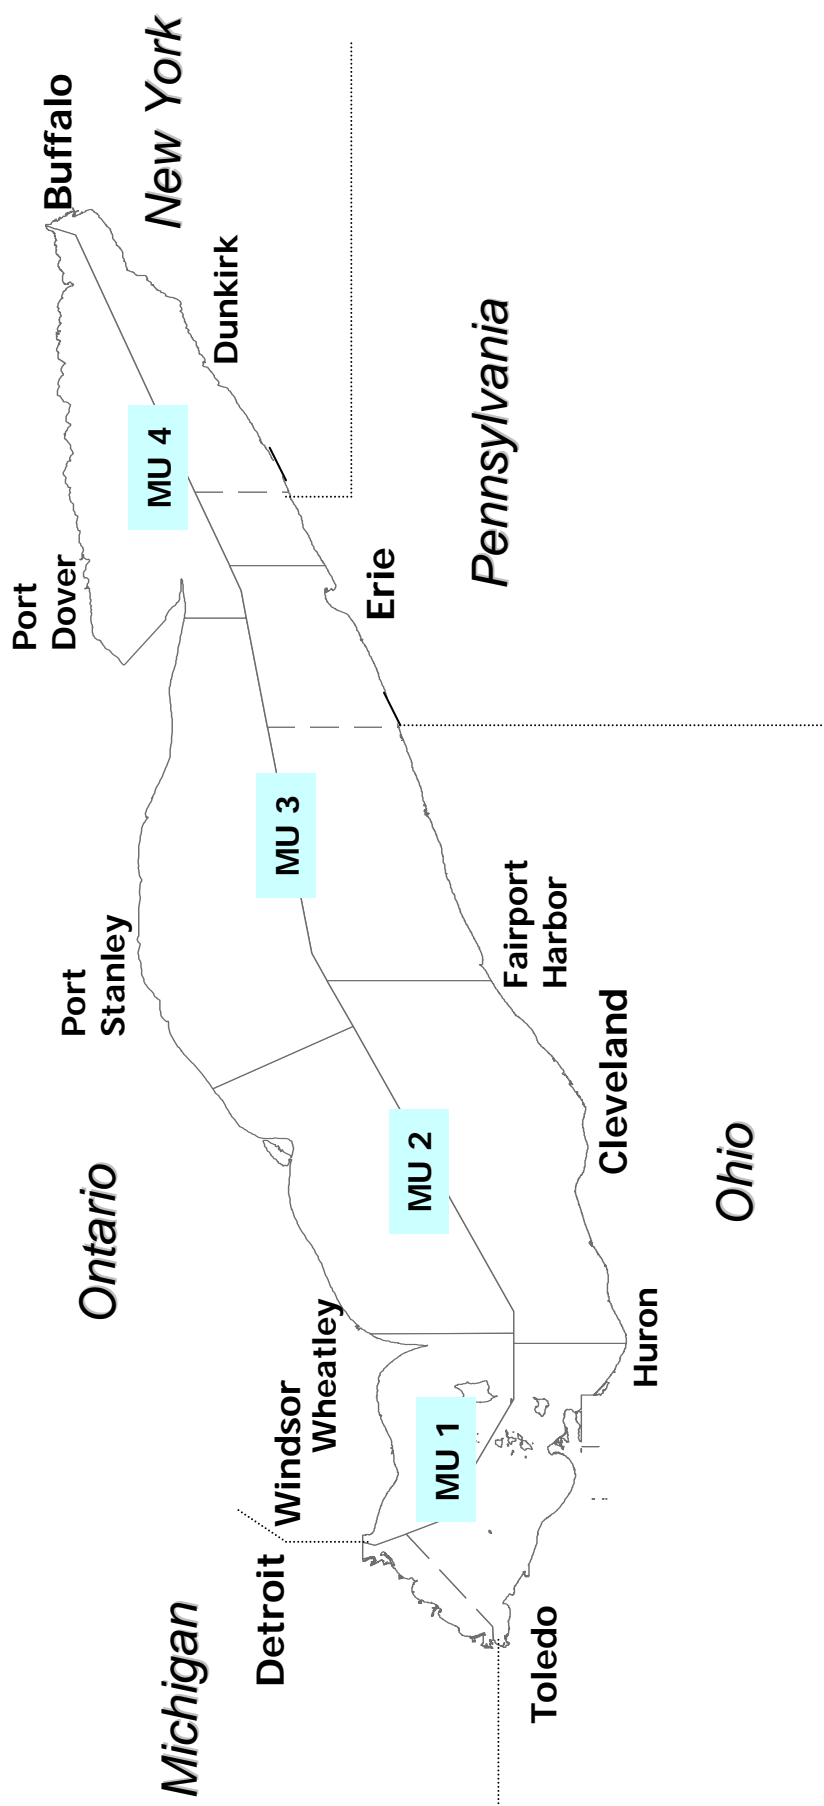 Michigan
Detroit
Windsor
Wheatley
Toledo
MU 1
Huron
Ontario
MU 2
Cleveland
Ohio
Port
Stanley
MU 3
Fairport
Harbor
Port
Dover
Erie
MU 4
Pennsylvania
Dunkirk
New York
Buffalo